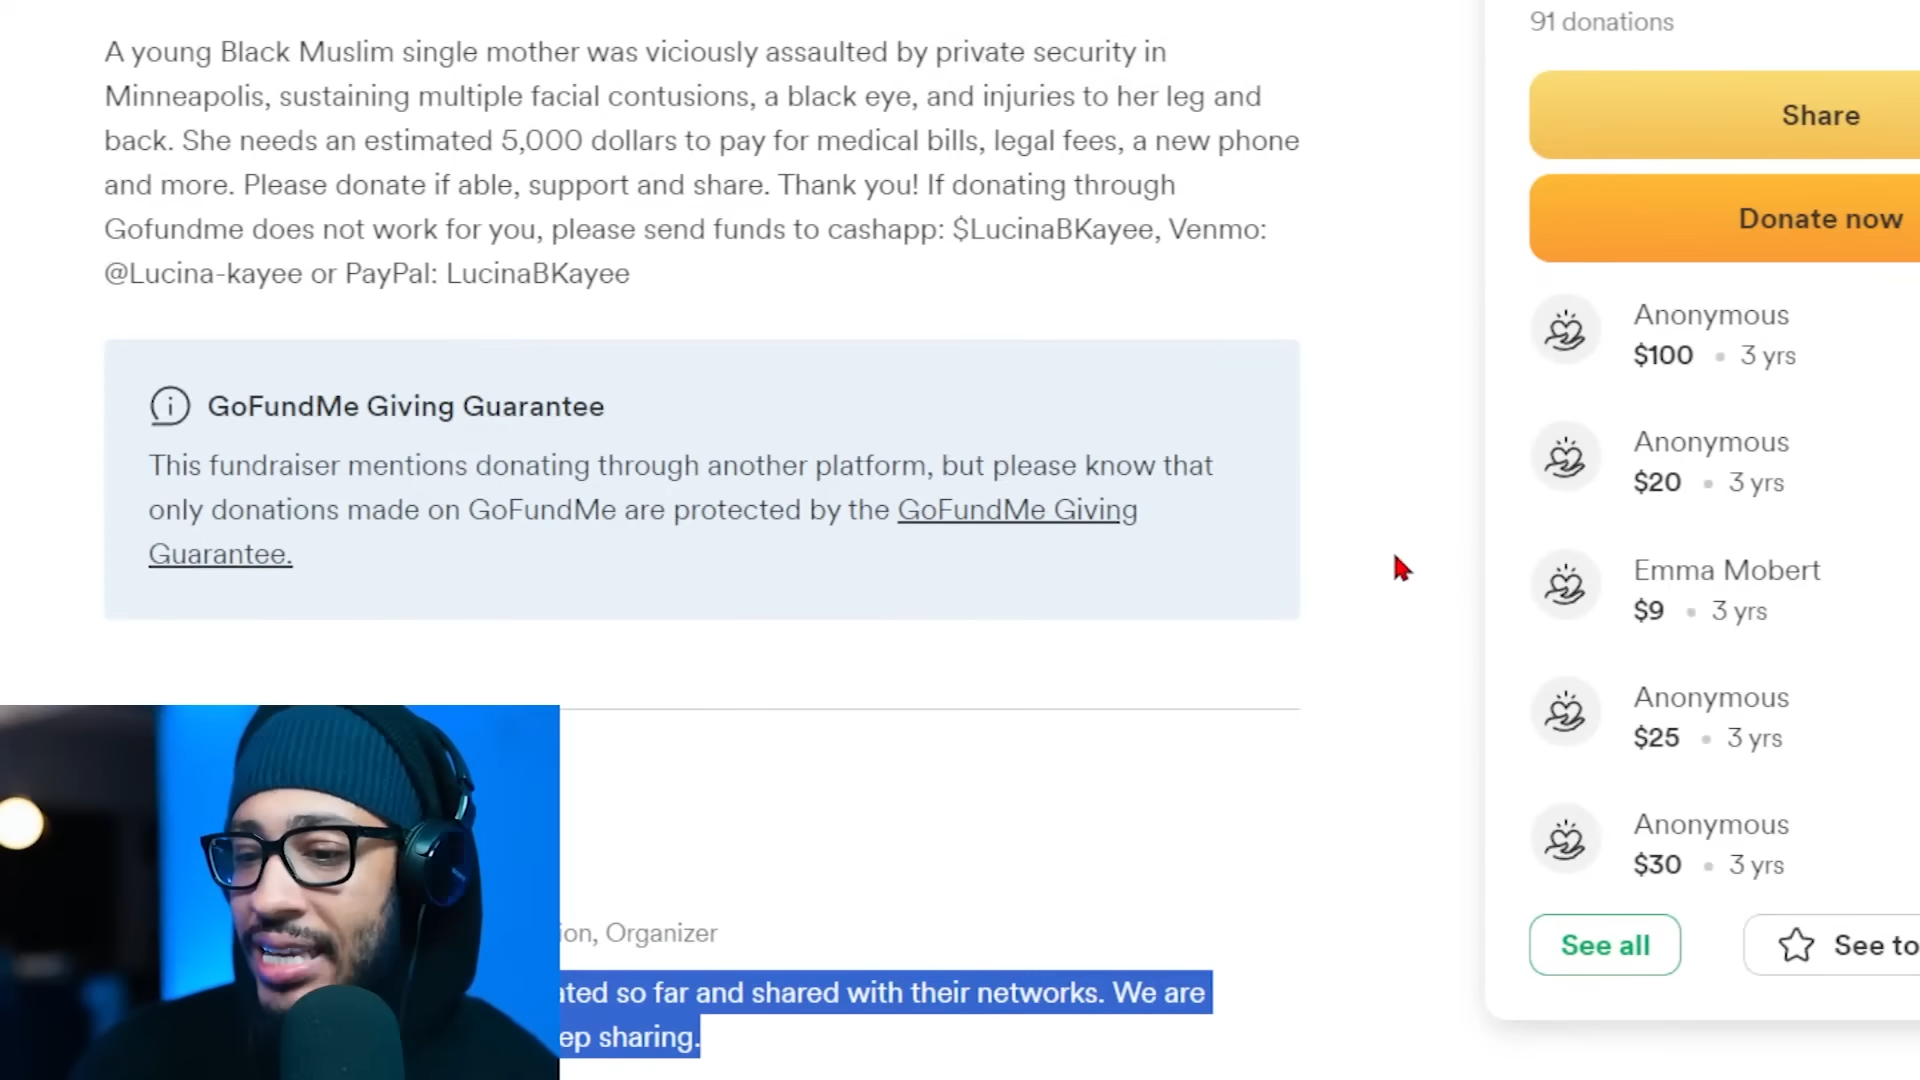 A young Black Muslim single mother was viciously assaulted by private security in
Minneapolis, sustaining multiple facial contusions, a black eye, and injuries to her leg and
back. She needs an estimated 5,000 dollars to pay for medical bills, legal fees, a new phone
and more. Please donate if able, support and share. Thank you! If donating through
Gofundme does not work for you, please send funds to cashapp: $LucinaBKayee, Venmo:
@Lucina-kayee or PayPal: LucinaBKayee
GoFundMe Giving Guarantee
This fundraiser mentions donating through another platform, but please know that
only donations made on GoFundMe are protected by the GoFundMe Giving
Guarantee.
Organizer
so far and shared with their networks. We are
sharing.
91 donations
Share
Donate now
Anonymous
$100 • 3 yrs
Anonymous
$20 • 3 yrs
Emma Mobert
$9 • 3 yrs
Anonymous
$25 • 3 yrs
Anonymous
$30 • 3 yrs
See all
See